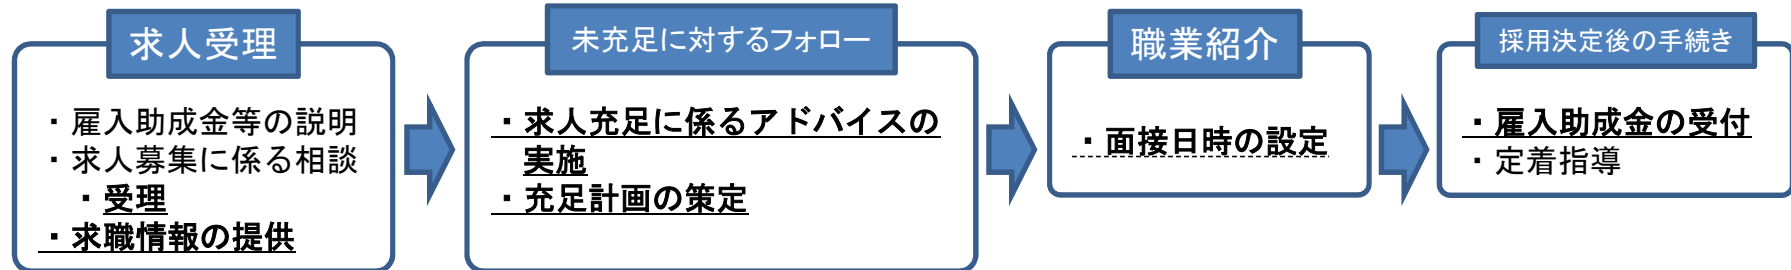 求人受理
・雇入助成金等の説明
・求人募集に係る相談
・受理
・求職情報の提供
未充足に対するフォロー
・求人充足に係るアドバイスの
実施
・充足計画の策定
職業紹介
・面接日時の設定
採用決定後の手続き
・雇入助成金の受付
・定着指導